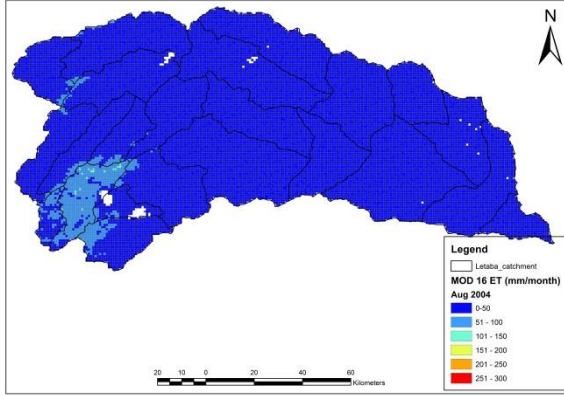 N
Legend
Letaba_catchment
MOD 16 ET (mm/month)
Aug 2004
0-50
51 - 100
101 - 150
151 - 200
201 - 250
251 - 300
20 10 0 20 40 60
Kilometers